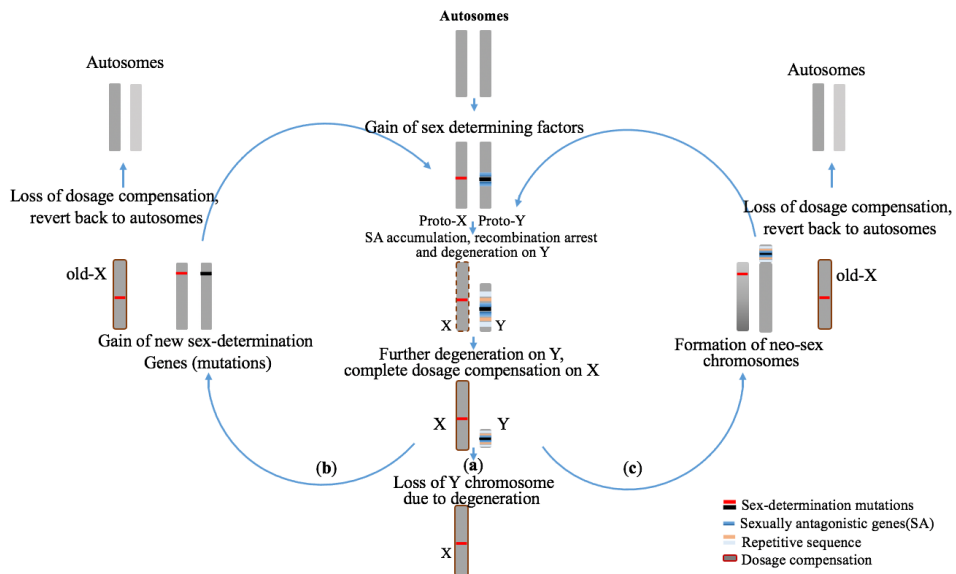 Autosomes
Autosomes
Autosomes
Gain of sex determining factors
Loss of dosage compensation,
revert back to autosomes
Loss of dosage compensation,
revert back to autosomes
Proto-X Proto-Y
SA accumulation, recombination arrest
and degeneration on Y
old-X
old-X
X Y
Gain of new sex-determination
Genes (mutations)
Formation of neo-sex
chromosomes
Further degeneration on Y,
complete dosage compensation on X
X Y
(b)
(a)
(c)
Loss of Y chromosome
due to degeneration
X
Sex-determination mutations
Sexually antagonistic genes(SA)
Repetitive sequence
Dosage compensation